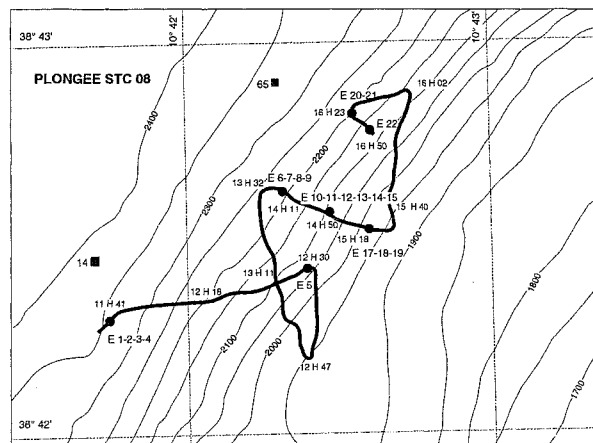 10° 42
10° 43
38° 43
PLONGEE STC 08
65
2400
16 H 02
E 20-21
16 H 23
E 22
16 H 50
2200
13 H 32
E 6-7-8-9
2300
E 10-11-12-13-14-15
14 H 11
14 H 50
15 H 40
15 H 18
1900
E 17-18-19
14
12 H 30
13 H 11
E 5
12 H 18
11 H 41
1800
E 1-2-3-4
2100
2000
12 H 47
1700
38° 42